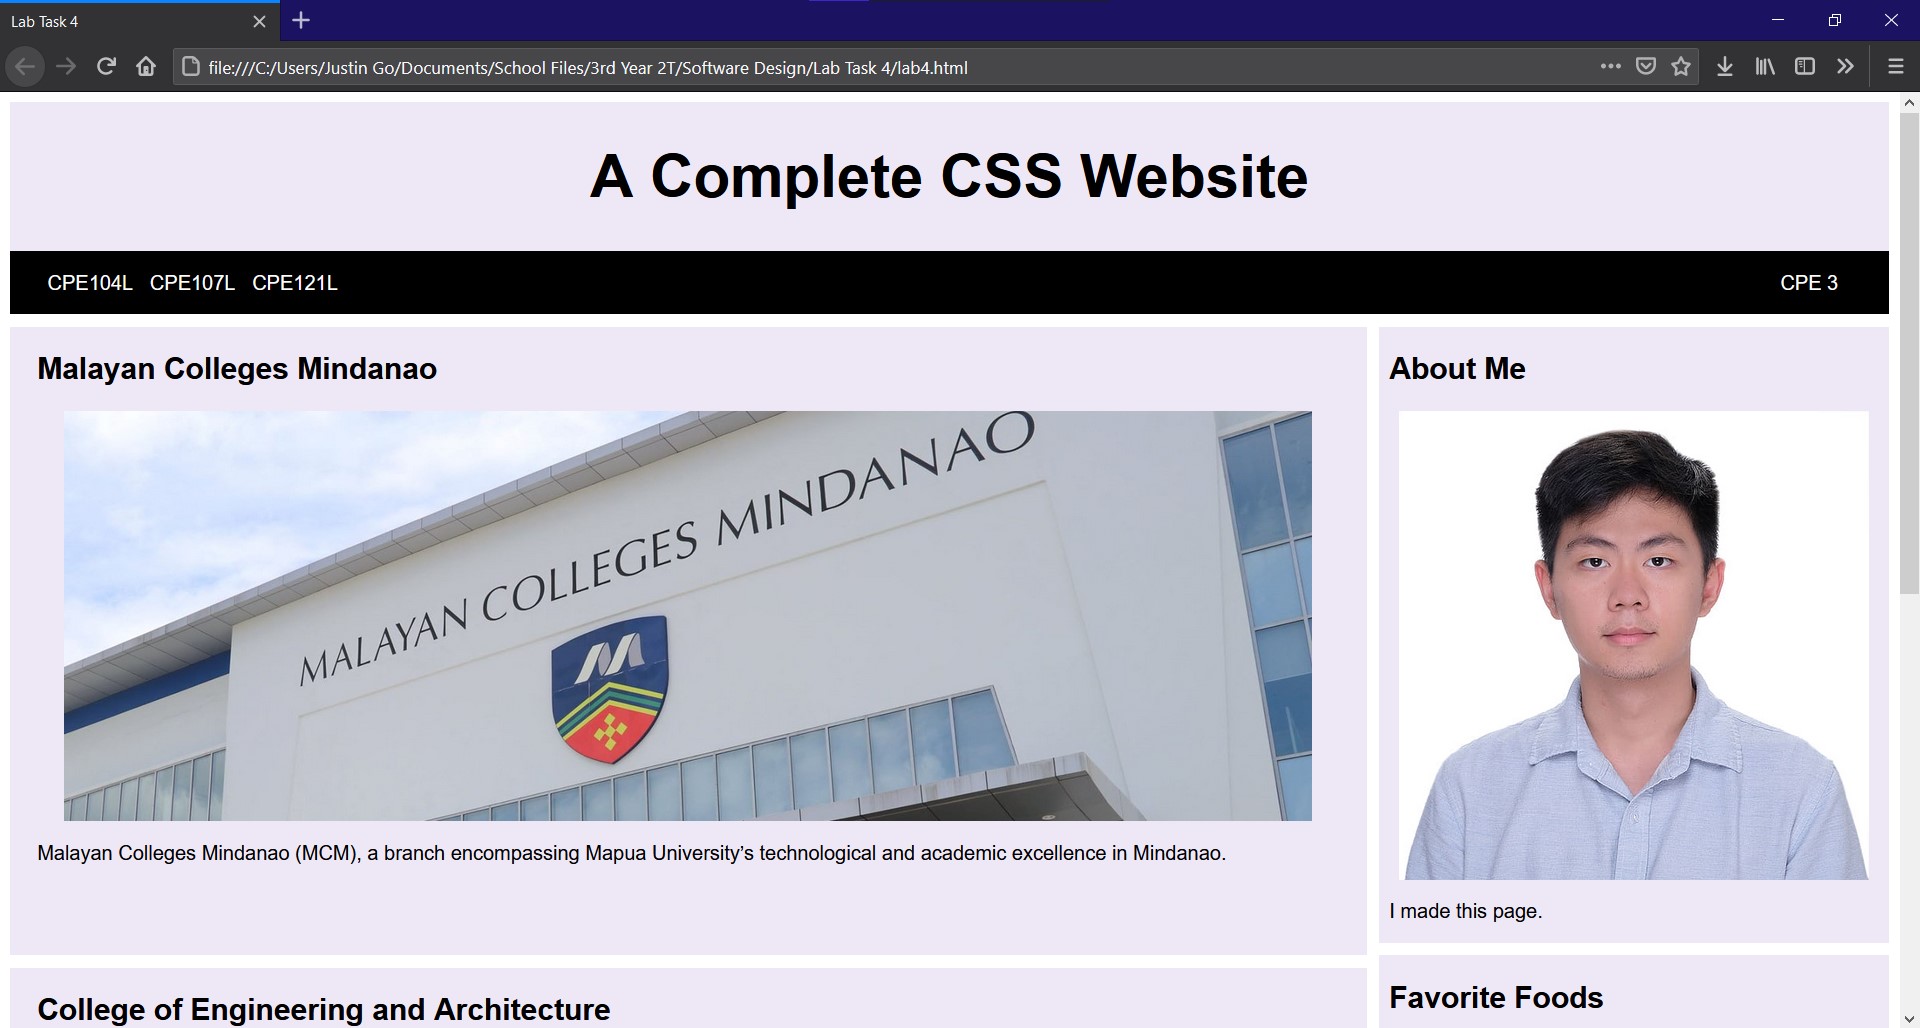 Lab Task 4
file:///C:/Users/Justin Go/Documents/School Files/3rd Year 2T/Software Design/Lab Task 4/lab4.html
A Complete CSS Website
CPE104L CPE107L CPE121L CPE 3
Malayan Colleges Mindanao
MALAYAN COLLEGES MINDANAO
M
Malayan Colleges Mindanao (MCM), a branch encompassing Mapua University’s technological and academic excellence in Mindanao.
College of Engineering and Architecture
About Me
I made this page.
Favorite Foods